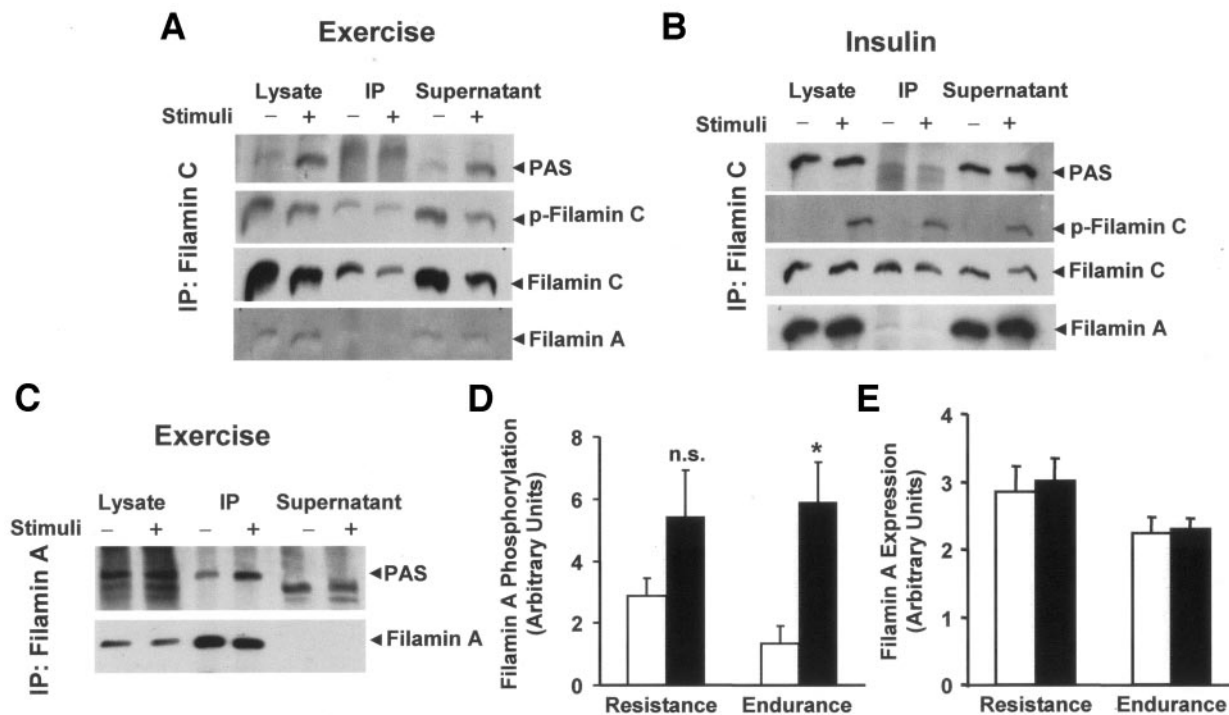 A
Exercise
Lysate IP Supernatant
Stimuli − + − + − +
IP: Filamin C
PAS
p-Filamin C
Filamin C
Filamin A
B
Insulin
Lysate IP Supernatant
Stimuli − + − + − +
IP: Filamin C
PAS
p-Filamin C
Filamin C
Filamin A
C
Exercise
Lysate IP Supernatant
Stimuli − + − + − +
IP: Filamin A
PAS
Filamin A
D
Filamin A Phosphorylation
(Arbitrary Units)
8
6
4
2
0
n.s.
*
Resistance Endurance
E
Filamin A Expression
(Arbitrary Units)
4
3
2
1
0
Resistance Endurance